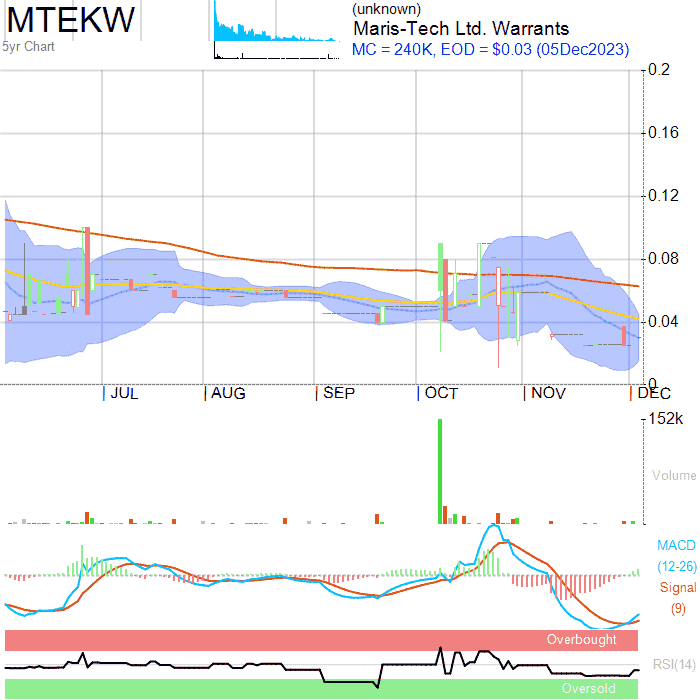 MTEKW
5yr Chart
(unknown)
Maris-Tech Ltd. Warrants
MC = 240K, EOD = $0.03 (05Dec2023)
0.2
0.16
0.12
0.08
0.04
0
JUL
AUG
SEP
OCT
NOV
DEC
152k
Volume
MACD
(12-26)
Signal
(9)
Overbought
RSI(14)
Oversold